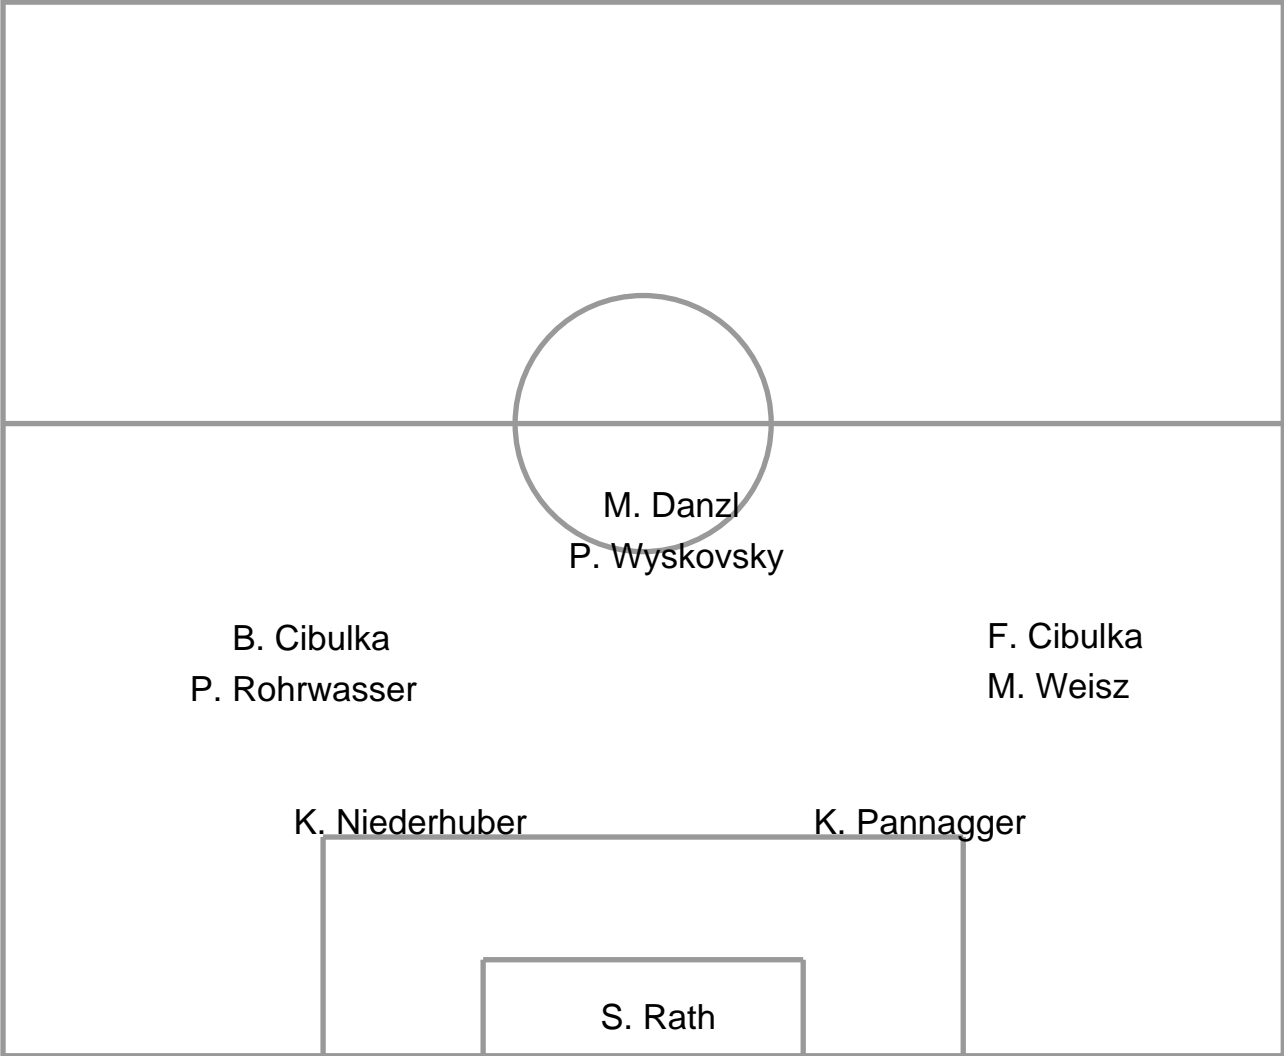 M. Danzl
P. Wyskovsky
B. Cibulka
P. Rohrwasser
F. Cibulka
M. Weisz
K. Niederhuber
K. Pannagger
S. Rath